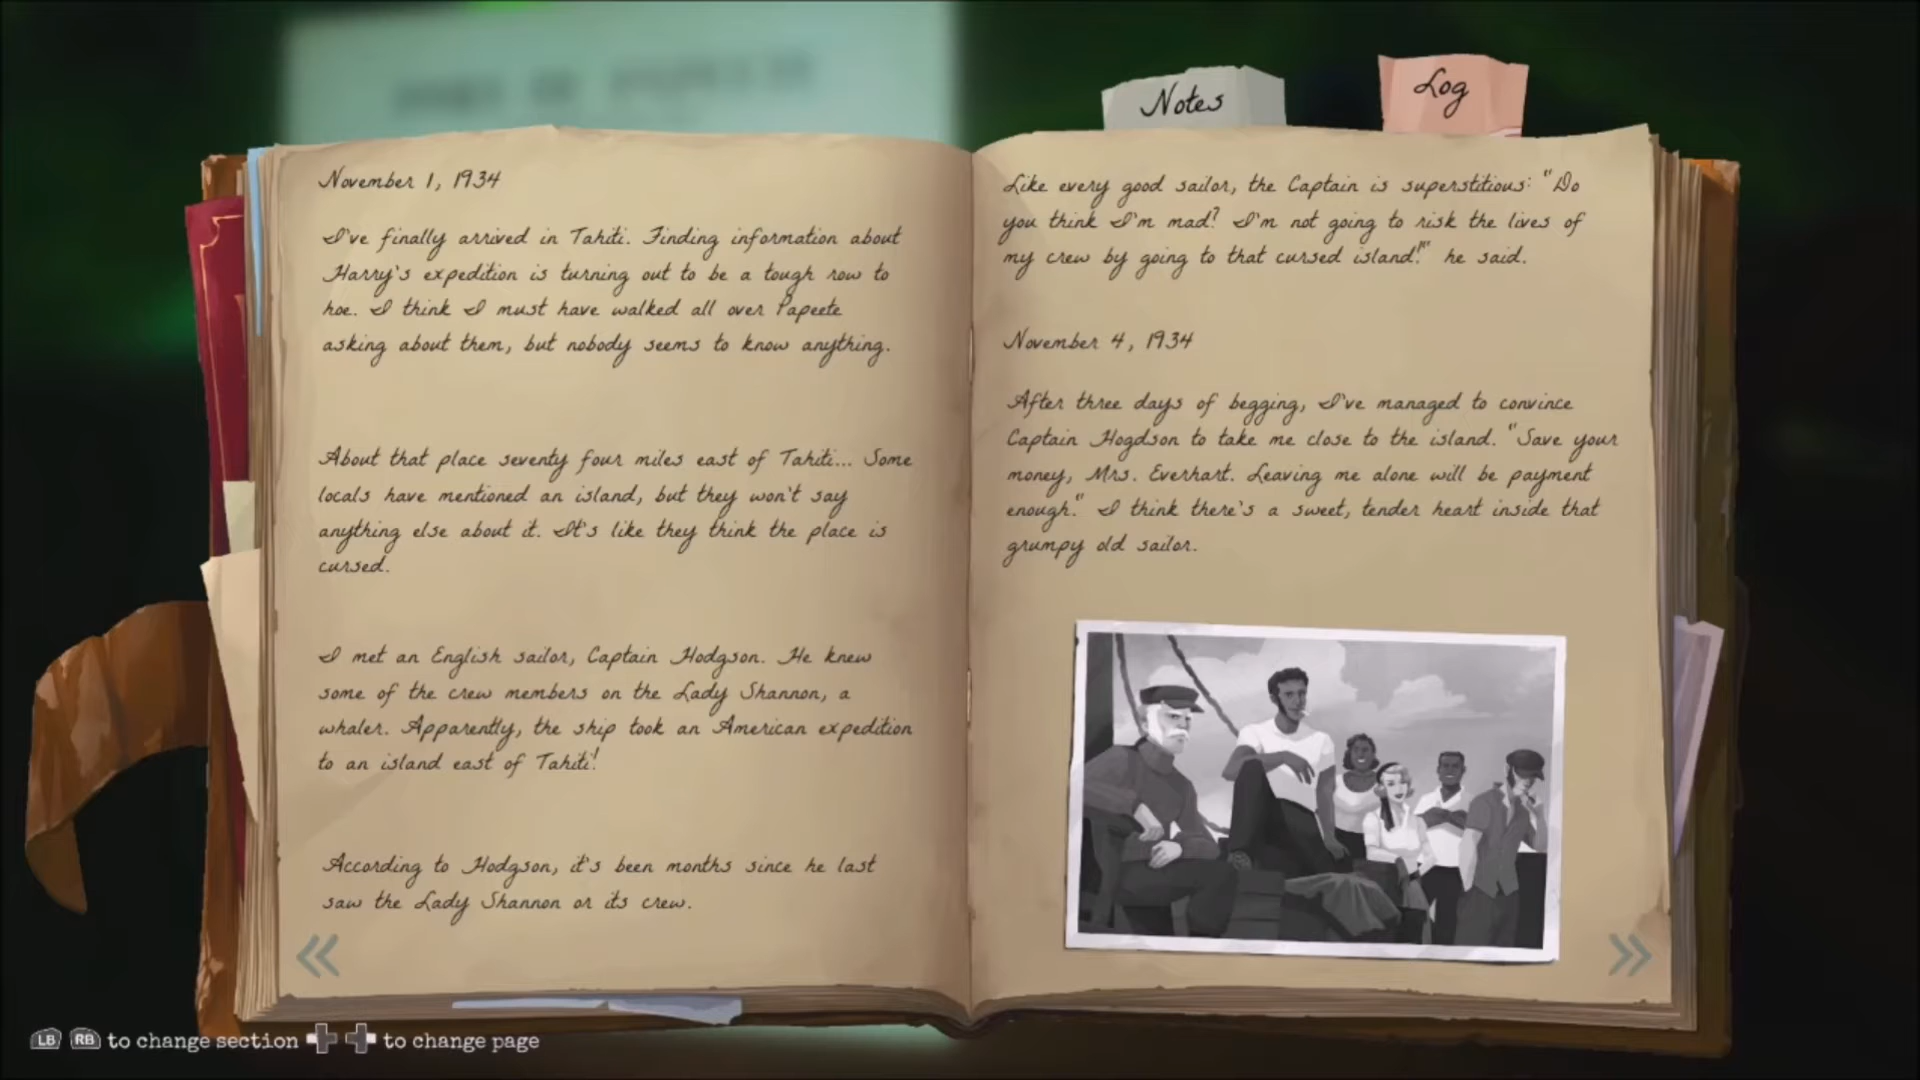 Notes
Log
November 1, 1934
I've finally arrived in Tahiti. Finding information about
Harry's expedition is turning out to be a tough row to
hoe. I think I must have walked all over Papeete
asking about them, but nobody seems to know anything.
About that place seventy four miles east of Tahiti... Some
locals have mentioned an island, but they won't say
anything else about it. It's like they think the place is
cursed.
I met an English sailor, Captain Hodgson. He knew
some of the crew members on the Lady Shannon, a
whaler. Apparently, the ship took an American expedition
to an island east of Tahiti!
According to Hodgson, it's been months since he last
saw the Lady Shannon or its crew.
Like every good sailor, the Captain is superstitious: "Do
you think I'm mad? I'm not going to risk the lives of
my crew by going to that cursed island!" he said.
November 4, 1934
After three days of begging, I've managed to convince
Captain Hogdson to take me close to the island. "Save your
money, Mrs. Everhart. Leaving me alone will be payment
enough." I think there's a sweet, tender heart inside that
grumpy old sailor.
LB RB to change section to change page